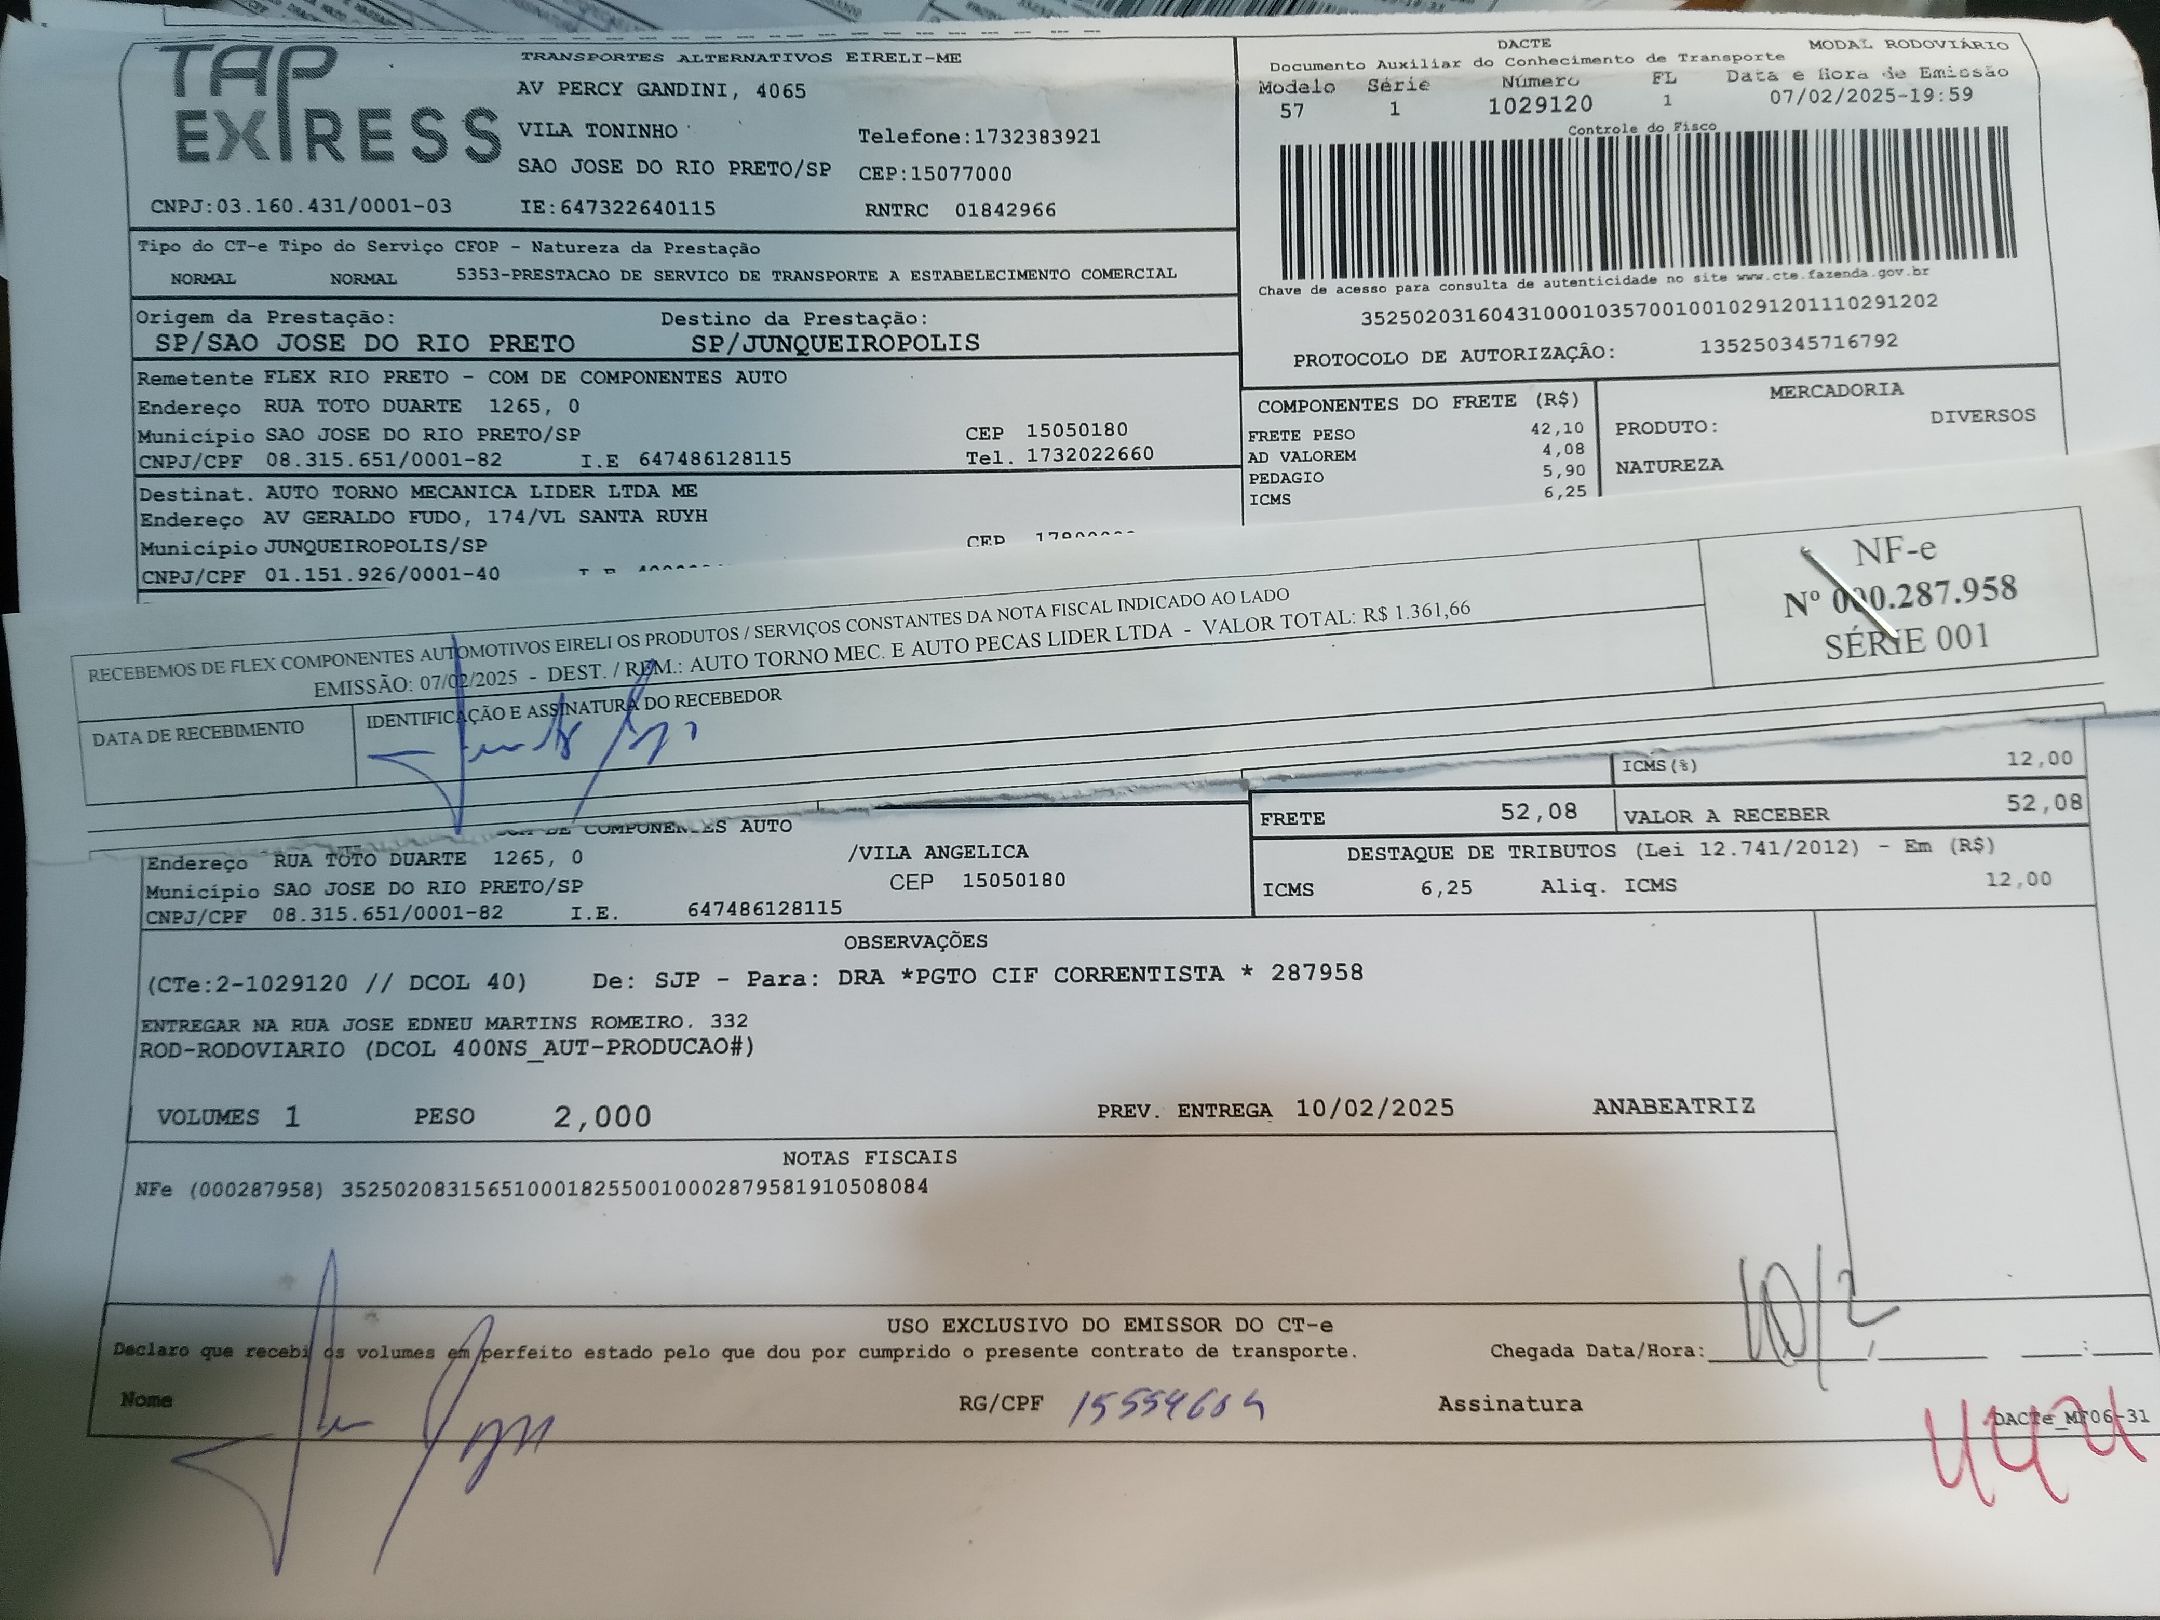 TAP EXPRESS
TRANSPORTES ALTERNATIVOS EIRELI-ME
AV PERCY GANDINI, 4065
VILA TONINHO Telefone:1732383921
SAO JOSE DO RIO PRETO/SP CEP:15077000
CNPJ:03.160.431/0001-03 IE:647322640115 RNTRC 01842966
DACTE MODAL RODOVIÁRIO
Documento Auxiliar do Conhecimento de Transporte
Modelo Série Número FL Data e Hora de Emissão
57 1 1029120 1 07/02/2025-19:59
Controle do Fisco
Chave de acesso para consulta de autenticidade no site www.cte.fazenda.gov.br
35250203160431000103570010010291201110291202
PROTOCOLO DE AUTORIZAÇÃO: 135250345716792
Tipo do CT-e Tipo do Serviço CFOP - Natureza da Prestação
NORMAL NORMAL 5353-PRESTACAO DE SERVICO DE TRANSPORTE A ESTABELECIMENTO COMERCIAL
Origem da Prestação: Destino da Prestação:
SP/SAO JOSE DO RIO PRETO SP/JUNQUEIROPOLIS
Remetente FLEX RIO PRETO - COM DE COMPONENTES AUTO
Endereço RUA TOTO DUARTE 1265, 0
Município SAO JOSE DO RIO PRETO/SP CEP 15050180
CNPJ/CPF 08.315.651/0001-82 I.E 647486128115 Tel. 1732022660
Destinat. AUTO TORNO MECANICA LIDER LTDA ME
Endereço AV GERALDO FUDO, 174/VL SANTA RUYH
Município JUNQUEIROPOLIS/SP CEP
CNPJ/CPF 01.151.926/0001-40
COMPONENTES DO FRETE (R$)
FRETE PESO 42,10
AD VALOREM 4,08
PEDAGIO 5,90
ICMS 6,25
MERCADORIA
PRODUTO: DIVERSOS
NATUREZA
RECEBEMOS DE FLEX COMPONENTES AUTOMOTIVOS EIRELI OS PRODUTOS / SERVIÇOS CONSTANTES DA NOTA FISCAL INDICADO AO LADO
EMISSÃO: 07/02/2025 - DEST. / REM.: AUTO TORNO MEC. E AUTO PECAS LIDER LTDA - VALOR TOTAL: R$ 1.361,66
DATA DE RECEBIMENTO IDENTIFICAÇÃO E ASSINATURA DO RECEBEDOR
NF-e
Nº 000.287.958
SÉRIE 001
ICMS(%) 12,00
FRETE 52,08 VALOR A RECEBER 52,08
DE COMPONENTES AUTO
Endereço RUA TOTO DUARTE 1265, 0 /VILA ANGELICA
Município SAO JOSE DO RIO PRETO/SP CEP 15050180
CNPJ/CPF 08.315.651/0001-82 I.E. 647486128115
DESTAQUE DE TRIBUTOS (Lei 12.741/2012) - Em (R$)
ICMS 6,25 Aliq. ICMS 12,00
OBSERVAÇÕES
(CTe:2-1029120 // DCOL 40) De: SJP - Para: DRA *PGTO CIF CORRENTISTA * 287958
ENTREGAR NA RUA JOSE EDNEU MARTINS ROMEIRO. 332
ROD-RODOVIARIO (DCOL 400NS_AUT-PRODUCAO#)
VOLUMES 1 PESO 2,000 PREV. ENTREGA 10/02/2025 ANABEATRIZ
NOTAS FISCAIS
NFe (000287958) 35250208315651000182550010002879581910508084
USO EXCLUSIVO DO EMISSOR DO CT-e
Declaro que recebi os volumes em perfeito estado pelo que dou por cumprido o presente contrato de transporte. Chegada Data/Hora: 10/2
Nome RG/CPF 15554604 Assinatura
DACTe_MF06-31